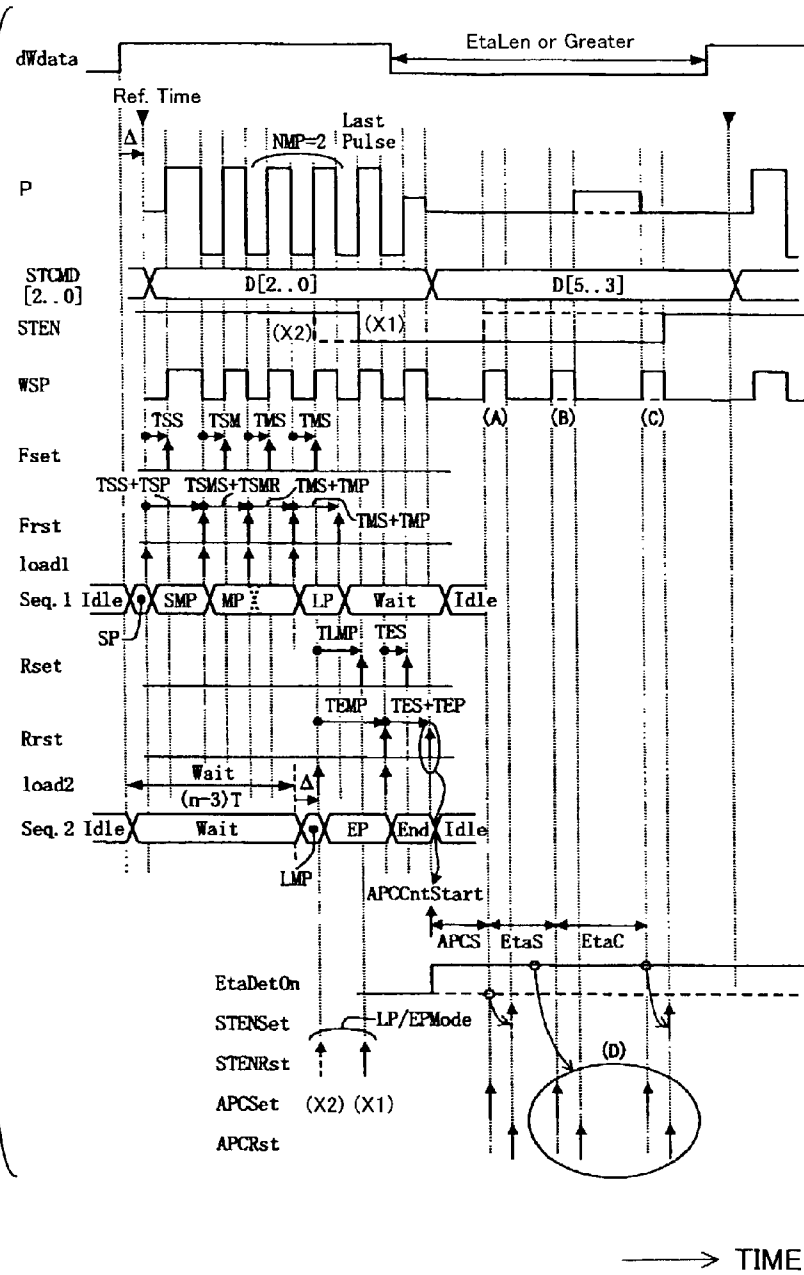 dWdata
EtaLen or Greater
Ref. Time
Δ
NMP=2
Last
Pulse
P
STCMD
[2..0]
D[2..0]
D[5..3]
STEN
(X2)
(X1)
WSP
(A)
(B)
(C)
TSS
TSM
TMS
TMS
Fset
TSS+TSP
TSMS+TSMR
TMS+TMP
TMS+TMP
Frst
load1
Seq.1
Idle
SMP
MP
LP
Wait
Idle
SP
TLMP
TES
Rset
TEMP
TES+TEP
Rrst
load2
Wait
(n-3)T
Δ
Seq.2
Idle
Wait
EP
End
Idle
LMP
APCCntStart
APCS
EtaS
EtaC
EtaDetOn
STENSet
LP/EPMode
STENRst
(D)
APCSet
(X2)
(X1)
APCRst
TIME